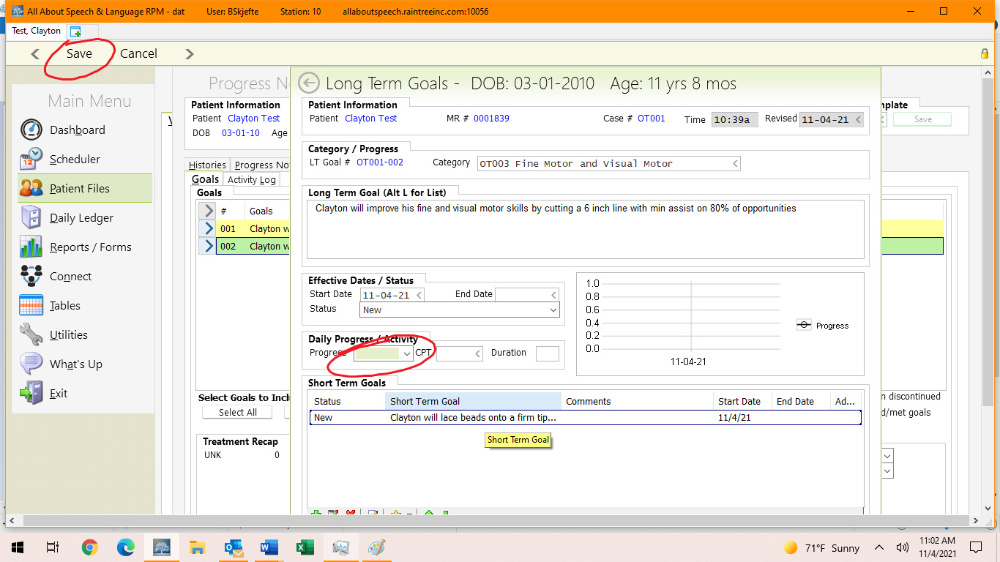 All About Speech & Language RPM - dat User: BSkjefte Station: 10 allaboutspeech.raintreeinc.com:10056
Test, Clayton
Save Cancel
Main Menu
Dashboard
Scheduler
Patient Files
Daily Ledger
Reports / Forms
Connect
Tables
Utilities
What's Up
Exit
Progress N
Patient Information
Patient Clayton Test
DOB 03-01-10 Age
Histories Progress Not
Goals Activity Log
Goals
# Goals
001 Clayton w
002 Clayton w
Select Goals to Incl
Select All
Treatment Recap
UNK 0
Long Term Goals - DOB: 03-01-2010 Age: 11 yrs 8 mos
Patient Information
Patient Clayton Test MR # 0001839 Case # OT001 Time 10:39a Revised 11-04-21
Category / Progress
LT Goal # OT001-002 Category OT003 Fine Motor and Visual Motor
Long Term Goal (Alt L for List)
Clayton will improve his fine and visual motor skills by cutting a 6 inch line with min assist on 80% of opportunities
Effective Dates / Status
Start Date 11-04-21 End Date
Status New
Daily Progress / Activity
Progress CPT Duration
1.0
0.8
0.6
0.4
0.2
0.0
11-04-21
Progress
Short Term Goals
Status Short Term Goal Comments Start Date End Date Ad...
New Clayton will lace beads onto a firm tip... 11/4/21
Short Term Goal
mplate
Save
n discontinued
d/met goals
71°F Sunny
11:02 AM
11/4/2021